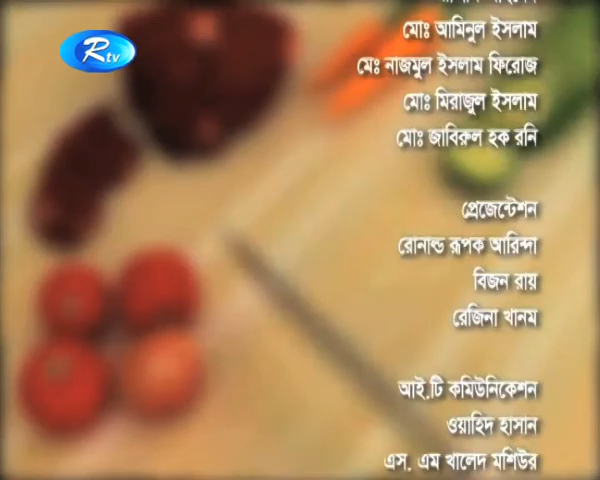 Rtv
মোঃ আমিনুল ইসলাম
মেঃ নাজমুল ইসলাম ফিরোজ
মোঃ মিরাজুল ইসলাম
মোঃ জাবিরুল হক রনি
প্রেজেন্টেশন
রোনাল্ড রূপক আরিন্দা
বিজন রায়
রেজিনা খানম
আই.টি কমিউনিকেশন
ওয়াহিদ হাসান
এস. এম খালেদ মশিউর